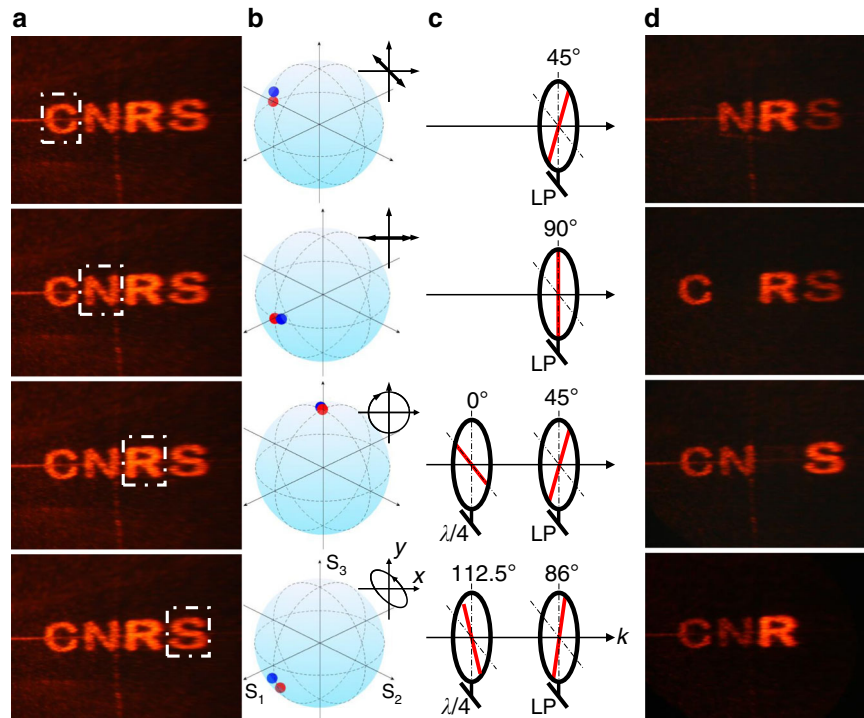 a b c d
CNRS
45°
LP
NRS
CNRS
90°
LP
C RS
CNRS
0° 45°
λ/4 LP
CN S
CNRS
S₃ y x
S₁ S₂
112.5° 86°
k
λ/4 LP
CNR